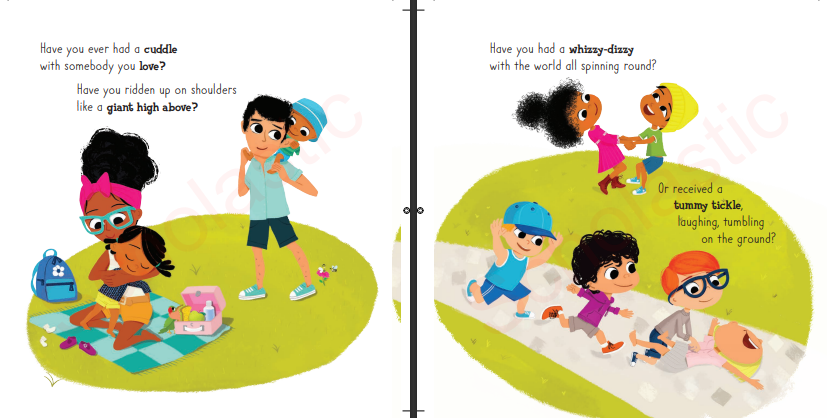 Have you ever had a cuddle
with somebody you love?
Have you ridden up on shoulders
like a giant high above?
Have you had a whizzy-dizzy
with the world all spinning round?
Or received a
tummy tickle,
laughing, tumbling
on the ground?